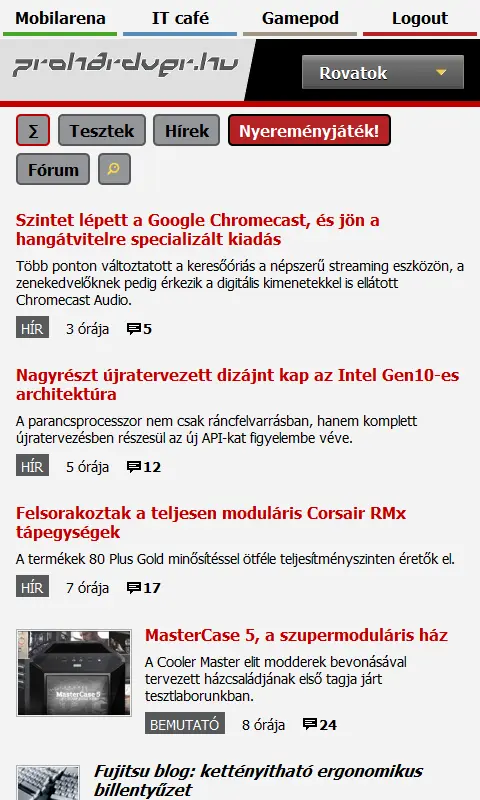 Mobilarena IT café Gamepod Logout
prohardver.hu Rovatok
Σ Tesztek Hírek Nyereményjáték!
Fórum
Szintet lépett a Google Chromecast, és jön a
hangátvitelre specializált kiadás
Több ponton változtatott a keresőóriás a népszerű streaming eszközön, a
zenekedvelőknek pedig érkezik a digitális kimenetekkel is ellátott
Chromecast Audio.
HÍR 3 órája 5
Nagyrészt újratervezett dizájnt kap az Intel Gen10-es
architektúra
A parancsprocesszor nem csak ráncfelvarrásban, hanem komplett
újratervezésben részesül az új API-kat figyelembe véve.
HÍR 5 órája 12
Felsorakoztak a teljesen moduláris Corsair RMx
tápegységek
A termékek 80 Plus Gold minősítéssel ötféle teljesítményszinten éretők el.
HÍR 7 órája 17
MasterCase 5, a szupermoduláris ház
A Cooler Master elit modderek bevonásával
tervezett házcsaládjának első tagja járt
tesztlaborunkban.
MasterCase 5
BEMUTATÓ 8 órája 24
Fujitsu blog: kettényitható ergonomikus
billentyűzet